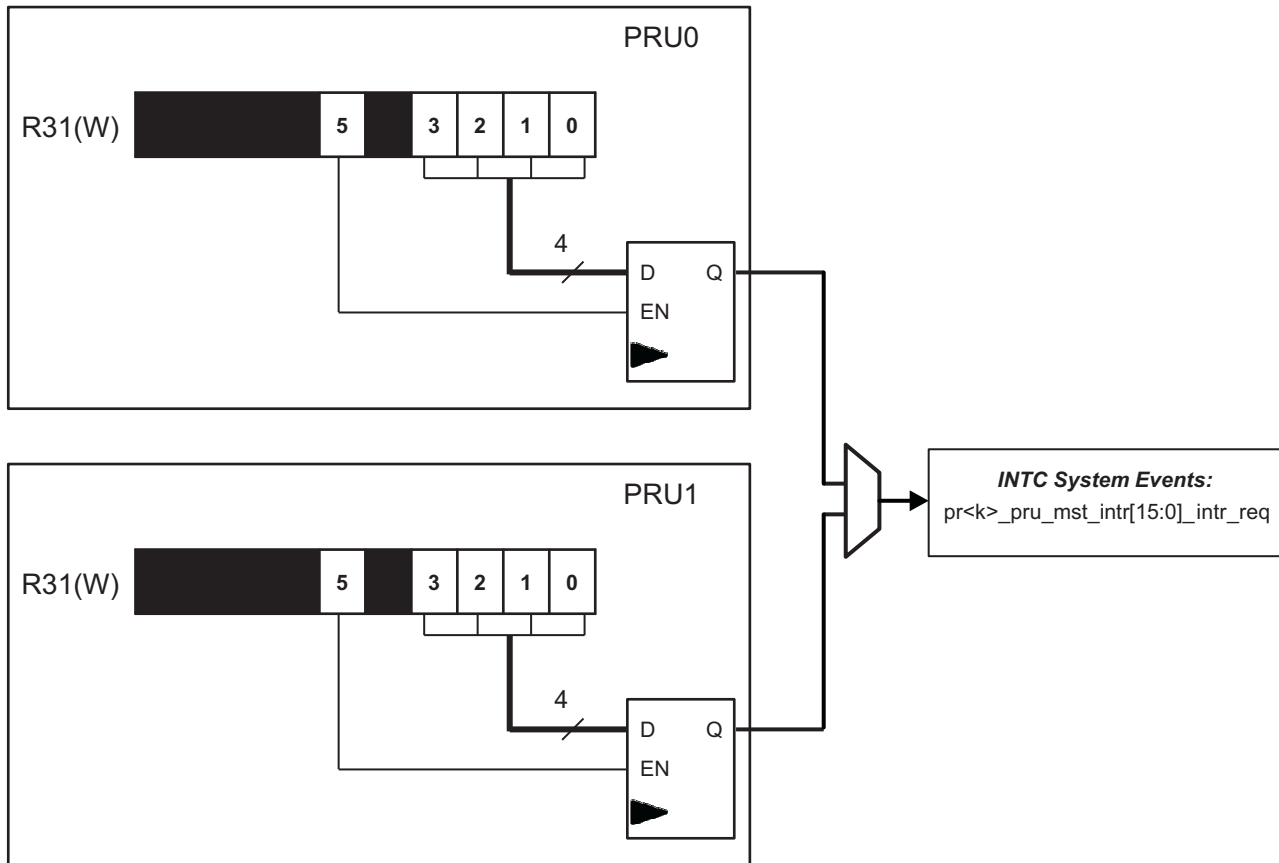 PRU0
R31(W)
5
3
2
1
0
4
D
Q
EN
PRU1
R31(W)
5
3
2
1
0
4
D
Q
EN
INTC System Events:
pr<k>_pru_mst_intr[15:0]_intr_req